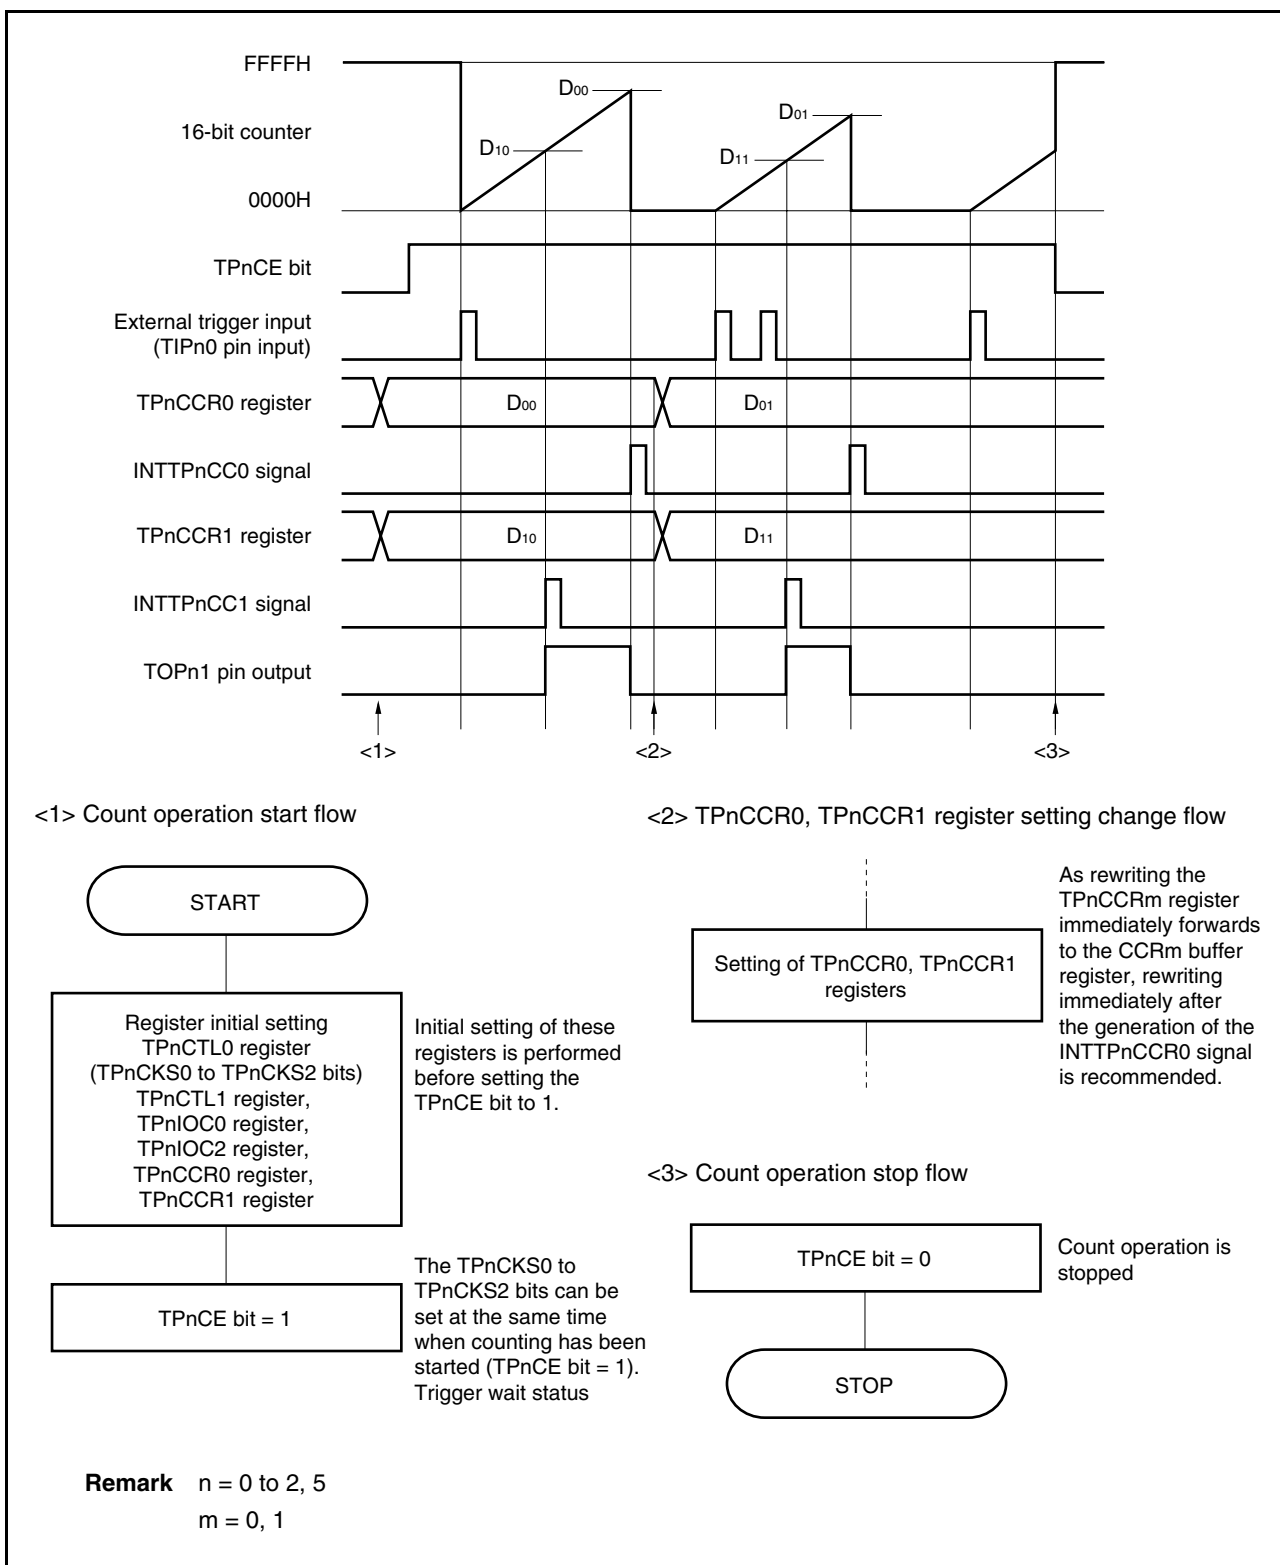 FFFFH
D00
D01
16-bit counter
D10
D11
0000H
TPnCE bit
External trigger input
(TIPn0 pin input)
TPnCCR0 register
D00
D01
INTTPnCC0 signal
TPnCCR1 register
D10
D11
INTTPnCC1 signal
TOPn1 pin output
<1>
<2>
<3>
<1> Count operation start flow
START
Register initial setting
TPnCTL0 register
(TPnCKS0 to TPnCKS2 bits)
TPnCTL1 register,
TPnIOC0 register,
TPnIOC2 register,
TPnCCR0 register,
TPnCCR1 register
Initial setting of these
registers is performed
before setting the
TPnCE bit to 1.
TPnCE bit = 1
The TPnCKS0 to
TPnCKS2 bits can be
set at the same time
when counting has been
started (TPnCE bit = 1).
Trigger wait status
<2> TPnCCR0, TPnCCR1 register setting change flow
Setting of TPnCCR0, TPnCCR1
registers
As rewriting the
TPnCCRm register
immediately forwards
to the CCRm buffer
register, rewriting
immediately after
the generation of the
INTTPnCCR0 signal
is recommended.
<3> Count operation stop flow
TPnCE bit = 0
Count operation is
stopped
STOP
Remark n = 0 to 2, 5
m = 0, 1